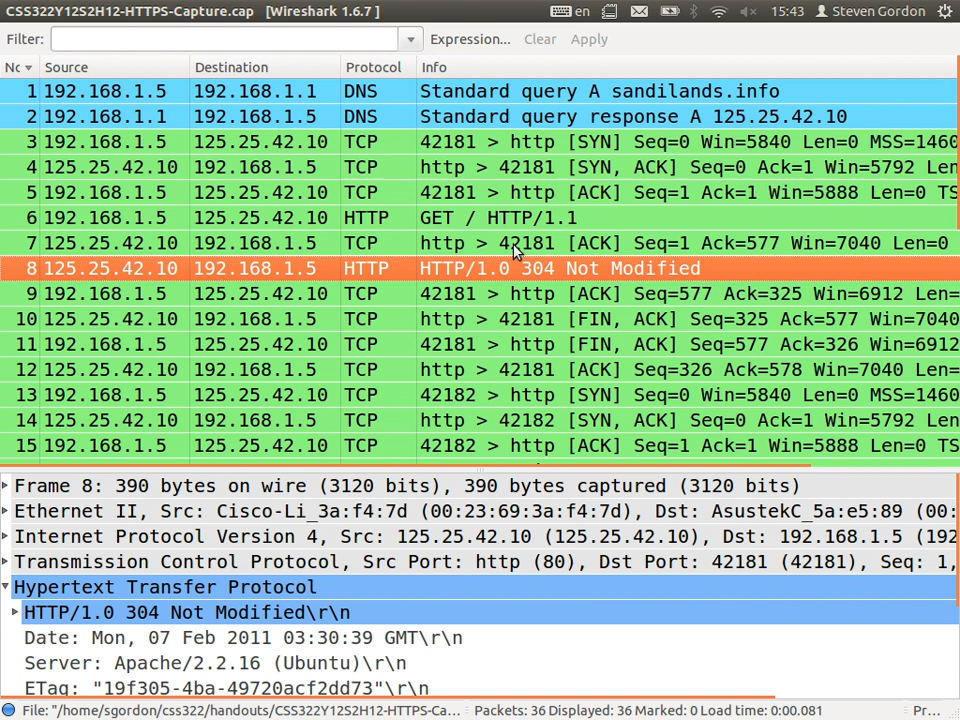 CSS322Y12S2H12-HTTPS-Capture.cap [Wireshark 1.6.7 ] en 15:43 Steven Gordon
Filter: Expression... Clear Apply
No Source Destination Protocol Info
1 192.168.1.5 192.168.1.1 DNS Standard query A sandilands.info
2 192.168.1.1 192.168.1.5 DNS Standard query response A 125.25.42.10
3 192.168.1.5 125.25.42.10 TCP 42181 > http [SYN] Seq=0 Win=5840 Len=0 MSS=1460
4 125.25.42.10 192.168.1.5 TCP http > 42181 [SYN, ACK] Seq=0 Ack=1 Win=5792 Len
5 192.168.1.5 125.25.42.10 TCP 42181 > http [ACK] Seq=1 Ack=1 Win=5888 Len=0 TS
6 192.168.1.5 125.25.42.10 HTTP GET / HTTP/1.1
7 125.25.42.10 192.168.1.5 TCP http > 42181 [ACK] Seq=1 Ack=577 Win=7040 Len=0
8 125.25.42.10 192.168.1.5 HTTP HTTP/1.0 304 Not Modified
9 192.168.1.5 125.25.42.10 TCP 42181 > http [ACK] Seq=577 Ack=325 Win=6912 Len=
10 125.25.42.10 192.168.1.5 TCP http > 42181 [FIN, ACK] Seq=325 Ack=577 Win=7040
11 192.168.1.5 125.25.42.10 TCP 42181 > http [FIN, ACK] Seq=577 Ack=326 Win=6912
12 125.25.42.10 192.168.1.5 TCP http > 42181 [ACK] Seq=326 Ack=578 Win=7040 Len=
13 192.168.1.5 125.25.42.10 TCP 42182 > http [SYN] Seq=0 Win=5840 Len=0 MSS=1460
14 125.25.42.10 192.168.1.5 TCP http > 42182 [SYN, ACK] Seq=0 Ack=1 Win=5792 Len
15 192.168.1.5 125.25.42.10 TCP 42182 > http [ACK] Seq=1 Ack=1 Win=5888 Len=0 TS
Frame 8: 390 bytes on wire (3120 bits), 390 bytes captured (3120 bits)
Ethernet II, Src: Cisco-Li_3a:f4:7d (00:23:69:3a:f4:7d), Dst: AsustekC_5a:e5:89 (00:
Internet Protocol Version 4, Src: 125.25.42.10 (125.25.42.10), Dst: 192.168.1.5 (192
Transmission Control Protocol, Src Port: http (80), Dst Port: 42181 (42181), Seq: 1,
Hypertext Transfer Protocol
HTTP/1.0 304 Not Modified\r\n
Date: Mon, 07 Feb 2011 03:30:39 GMT\r\n
Server: Apache/2.2.16 (Ubuntu)\r\n
ETag: "19f305-4ba-49720acf2dd73"\r\n
File: "/home/sgordon/css322/handouts/CSS322Y12S2H12-HTTPS-Ca... Packets: 36 Displayed: 36 Marked: 0 Load time: 0:00.081 Pr...